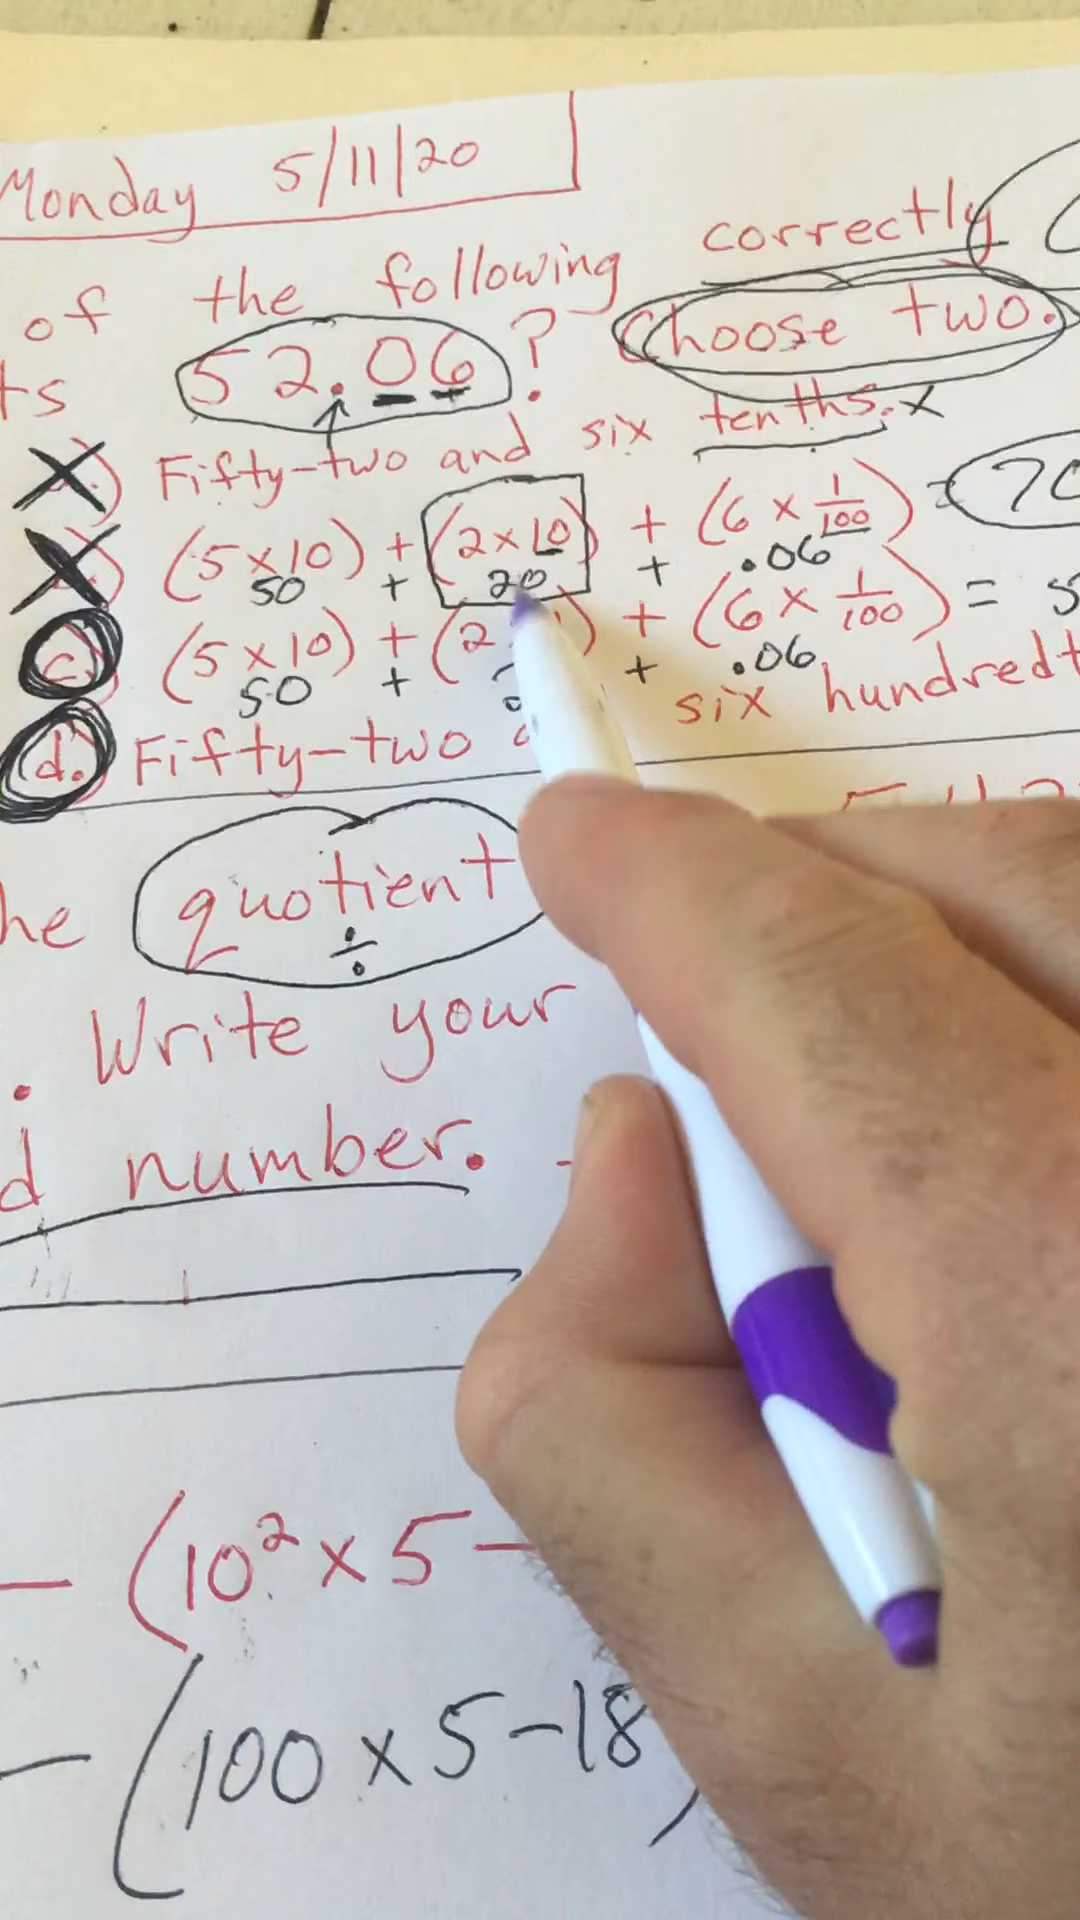 Monday 5/11/20
of the following correctly
ts 52.06? Choose two.
Fifty-two and six tenths. x
(5 x 10) + (2 x 10) + (6 x 1/100) = 70
50 + 20 + .06
c.) (5 x 10) + (2 + (6 x 1/100) = 5
50 + + .06
d.) Fifty-two six hundredt
he quotient
÷
. Write your
d number.
- (10² x 5 -
- (100 x 5 - 18)